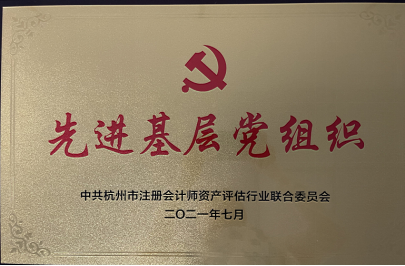 先进基层党组织
中共杭州市注册会计师资产评估行业联合委员会
二〇二一年七月